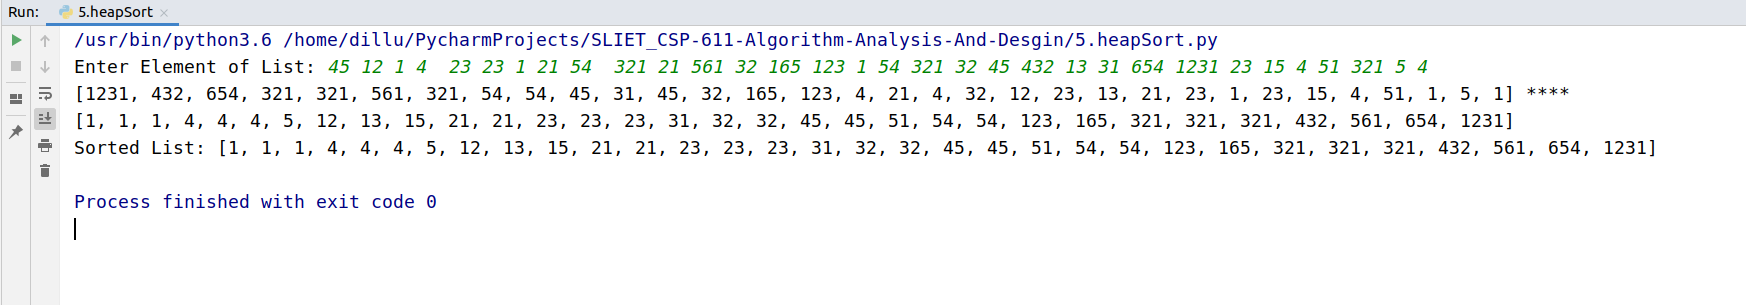 Run: 5.heapSort
/usr/bin/python3.6 /home/dillu/PycharmProjects/SLIET_CSP-611-Algorithm-Analysis-And-Desgin/5.heapSort.py
Enter Element of List: 45 12 1 4  23 23 1 21 54  321 21 561 32 165 123 1 54 321 32 45 432 13 31 654 1231 23 15 4 51 321 5 4
[1231, 432, 654, 321, 321, 561, 321, 54, 54, 45, 31, 45, 32, 165, 123, 4, 21, 4, 32, 12, 23, 13, 21, 23, 1, 23, 15, 4, 51, 1, 5, 1] ****
[1, 1, 1, 4, 4, 4, 5, 12, 13, 15, 21, 21, 23, 23, 23, 31, 32, 32, 45, 45, 51, 54, 54, 123, 165, 321, 321, 321, 432, 561, 654, 1231]
Sorted List: [1, 1, 1, 4, 4, 4, 5, 12, 13, 15, 21, 21, 23, 23, 23, 31, 32, 32, 45, 45, 51, 54, 54, 123, 165, 321, 321, 321, 432, 561, 654, 1231]
Process finished with exit code 0